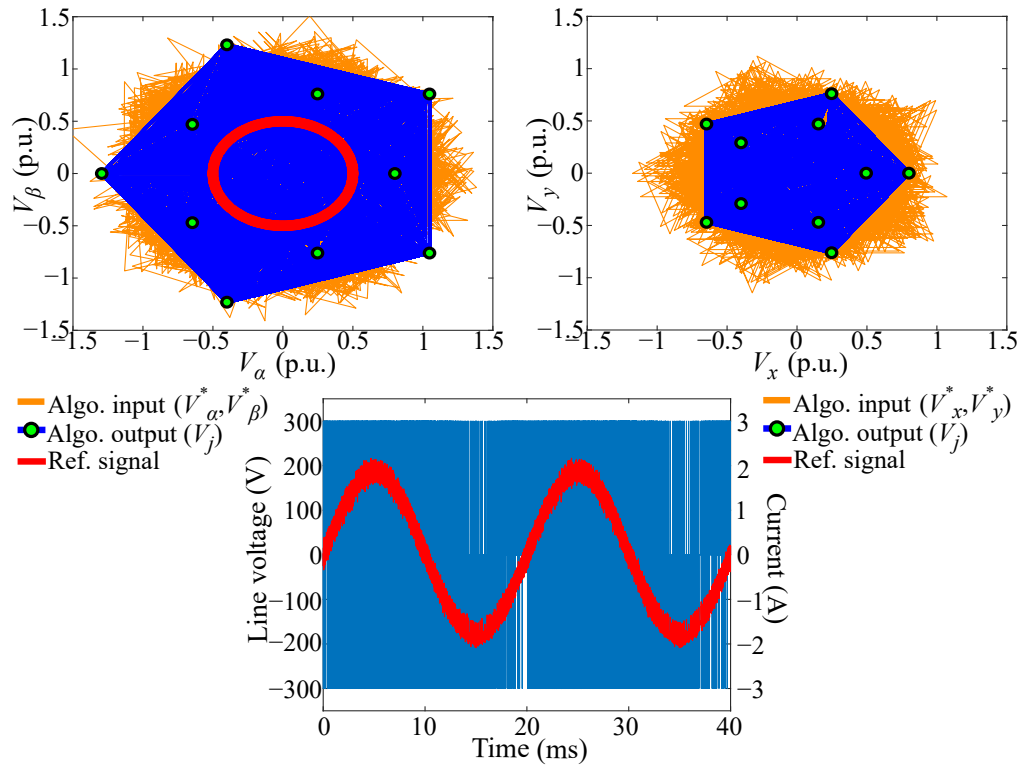 1.5
1
0.5
0
−0.5
−1
−1.5
V_β (p.u.)
−1.5 −1 −0.5 0 0.5 1 1.5
V_α (p.u.)
1.5
1
0.5
0
−0.5
−1
−1.5
V_y (p.u.)
−1.5 −1 −0.5 0 0.5 1 1.5
V_x (p.u.)
Algo. input (V*_α,V*_β)
Algo. output (V_j)
Ref. signal
Algo. input (V*_x,V*_y)
Algo. output (V_j)
Ref. signal
300
200
100
0
−100
−200
−300
Line voltage (V)
3
2
1
0
−1
−2
−3
Current (A)
0 10 20 30 40
Time (ms)